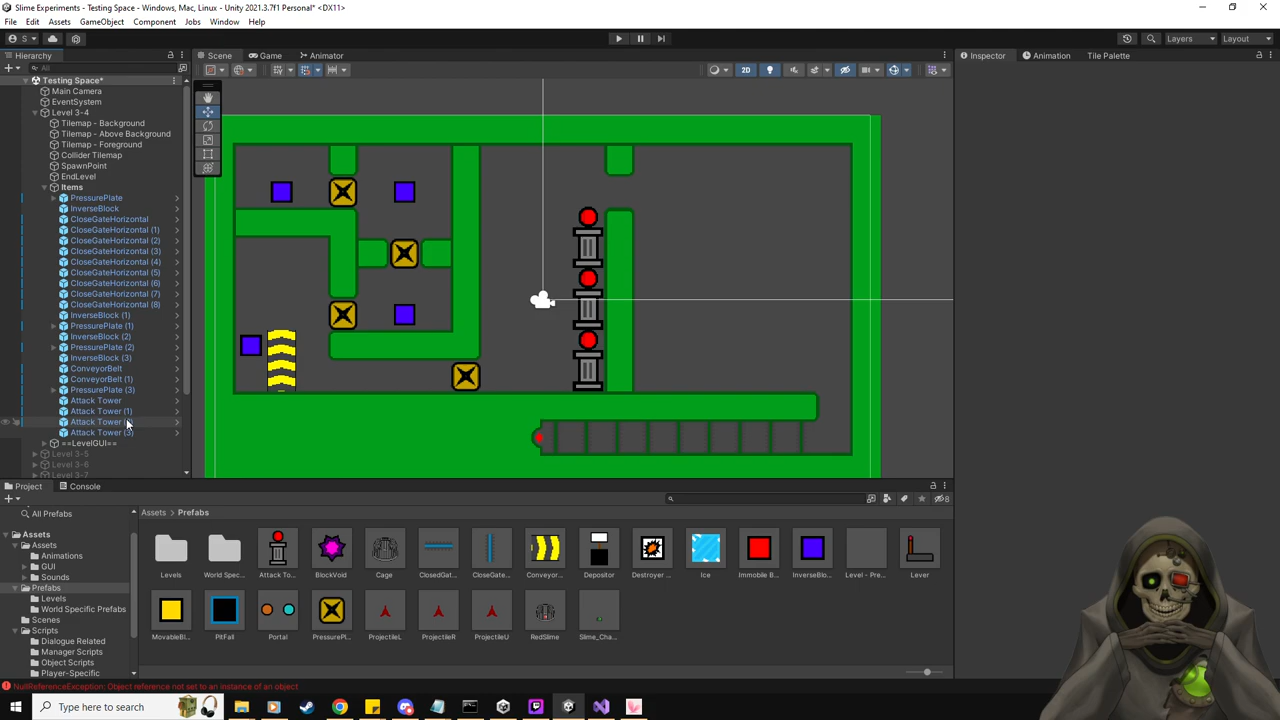 Slime Experiments - Testing Space - Windows, Mac, Linux - Unity 2021.3.7f1 Personal* <DX11>
File Edit Assets GameObject Component Jobs Window Help
S Layers Layout
Hierarchy Scene Game Animator Inspector Animation Tile Palette
All 2D
Testing Space*
Main Camera
EventSystem
Level 3-4
Tilemap - Background
Tilemap - Above Background
Tilemap - Foreground
Collider Tilemap
SpawnPoint
EndLevel
Items
PressurePlate
InverseBlock
CloseGateHorizontal
CloseGateHorizontal (1)
CloseGateHorizontal (2)
CloseGateHorizontal (3)
CloseGateHorizontal (4)
CloseGateHorizontal (5)
CloseGateHorizontal (6)
CloseGateHorizontal (7)
CloseGateHorizontal (8)
InverseBlock (1)
PressurePlate (1)
InverseBlock (2)
PressurePlate (2)
InverseBlock (3)
ConveyorBelt
ConveyorBelt (1)
PressurePlate (3)
Attack Tower
Attack Tower (1)
Attack Tower
Attack Tower (3)
==LevelGUI==
Level 3-5
Level 3-6
Level 3-7
Project Console
8
All Prefabs
Assets
Assets
Animations
GUI
Sounds
Prefabs
Levels
World Specific Prefabs
Scenes
Scripts
Dialogue Related
Manager Scripts
Object Scripts
Player-Specific
Assets > Prefabs
Levels World Spec... Attack To... BlockVoid Cage ClosedGat... CloseGate... Conveyor... Depositor Destroyer ... Ice Immobile B... InverseBlo... Level - Pre... Lever
MovableBl... PitFall Portal PressurePl... ProjectileL ProjectileR ProjectileU RedSlime Slime_Cha...
NullReferenceException: Object reference not set to an instance of an object
Type here to search